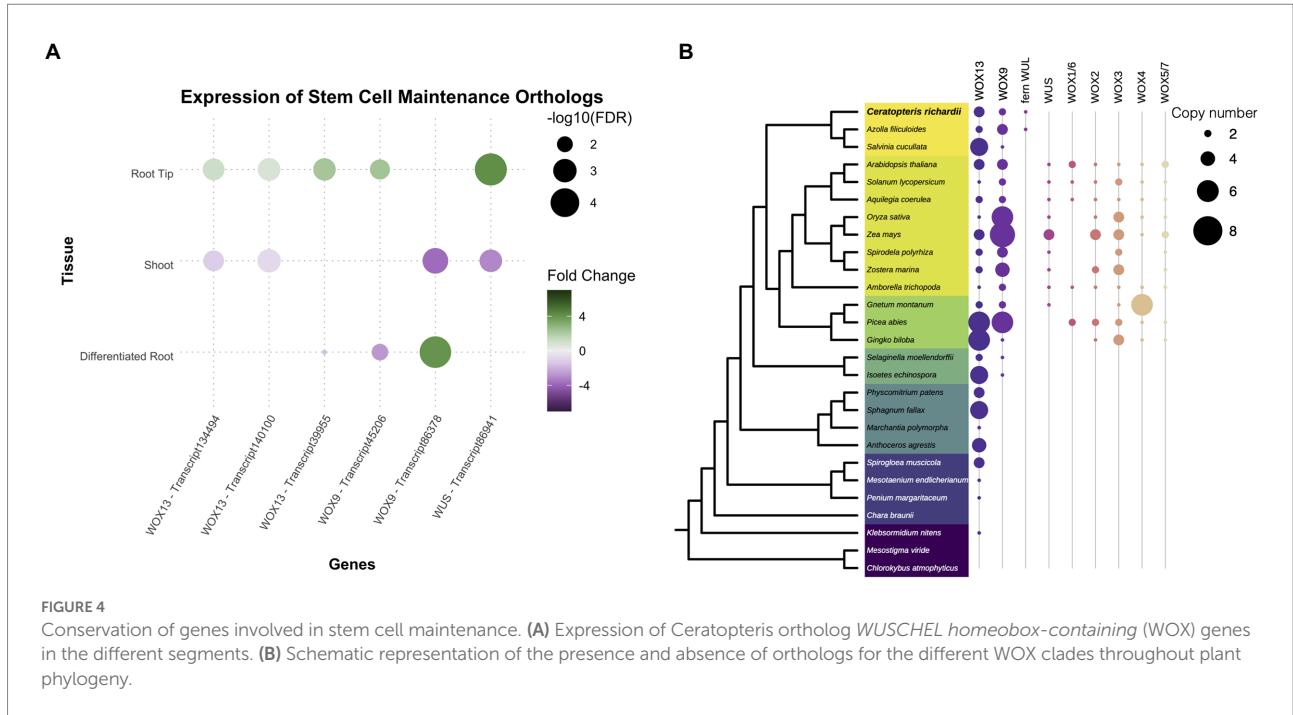 A
Expression of Stem Cell Maintenance Orthologs
-log10(FDR)
2
3
4
Fold Change
4
0
-4
Tissue
Root Tip
Shoot
Differentiated Root
WOX13 - Transcript134494
WOX13 - Transcript140100
WOX13 - Transcript39955
WOX9 - Transcript45206
WOX9 - Transcript86378
WUS - Transcript86941
Genes
B
WOX13
WOX9
fern WUL
WUS
WOX1/6
WOX2
WOX3
WOX4
WOX5/7
Copy number
2
4
6
8
Ceratopteris richardii
Azolla filiculoides
Salvinia cucullata
Arabidopsis thaliana
Solanum lycopersicum
Aquilegia coerulea
Oryza sativa
Zea mays
Spirodela polyrhiza
Zostera marina
Amborella trichopoda
Gnetum montanum
Picea abies
Gingko biloba
Selaginella moellendorffii
Isoetes echinospora
Physcomitrium patens
Sphagnum fallax
Marchantia polymorpha
Anthoceros agrestis
Spirogloea muscicola
Mesotaenium endlicherianum
Penium margaritaceum
Chara braunii
Klebsormidium nitens
Mesostigma viride
Chlorokybus atmophyticus
FIGURE 4
Conservation of genes involved in stem cell maintenance. (A) Expression of Ceratopteris ortholog WUSCHEL homeobox-containing (WOX) genes
in the different segments. (B) Schematic representation of the presence and absence of orthologs for the different WOX clades throughout plant
phylogeny.